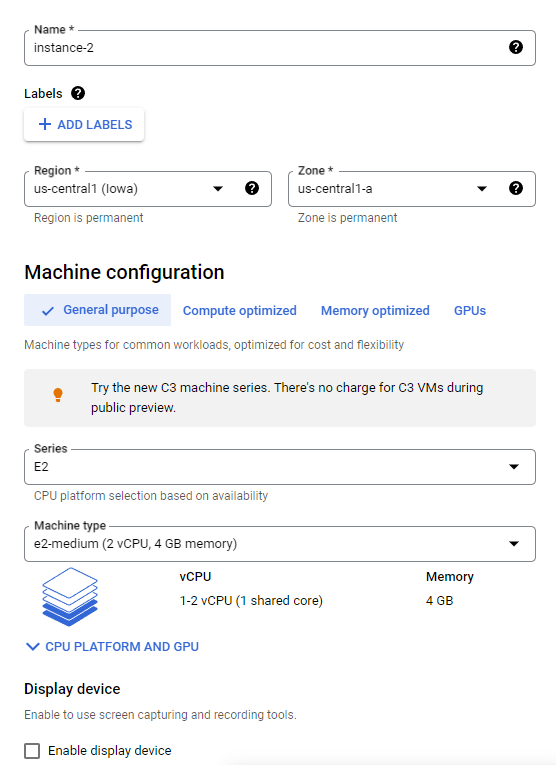 Name *
instance-2
Labels
ADD LABELS
Region * Zone *
us-central1 (Iowa) us-central1-a
Region is permanent Zone is permanent
Machine configuration
General purpose Compute optimized Memory optimized GPUs
Machine types for common workloads, optimized for cost and flexibility
Try the new C3 machine series. There's no charge for C3 VMs during
public preview.
Series
E2
CPU platform selection based on availability
Machine type
e2-medium (2 vCPU, 4 GB memory)
vCPU Memory
1-2 vCPU (1 shared core) 4 GB
CPU PLATFORM AND GPU
Display device
Enable to use screen capturing and recording tools.
Enable display device